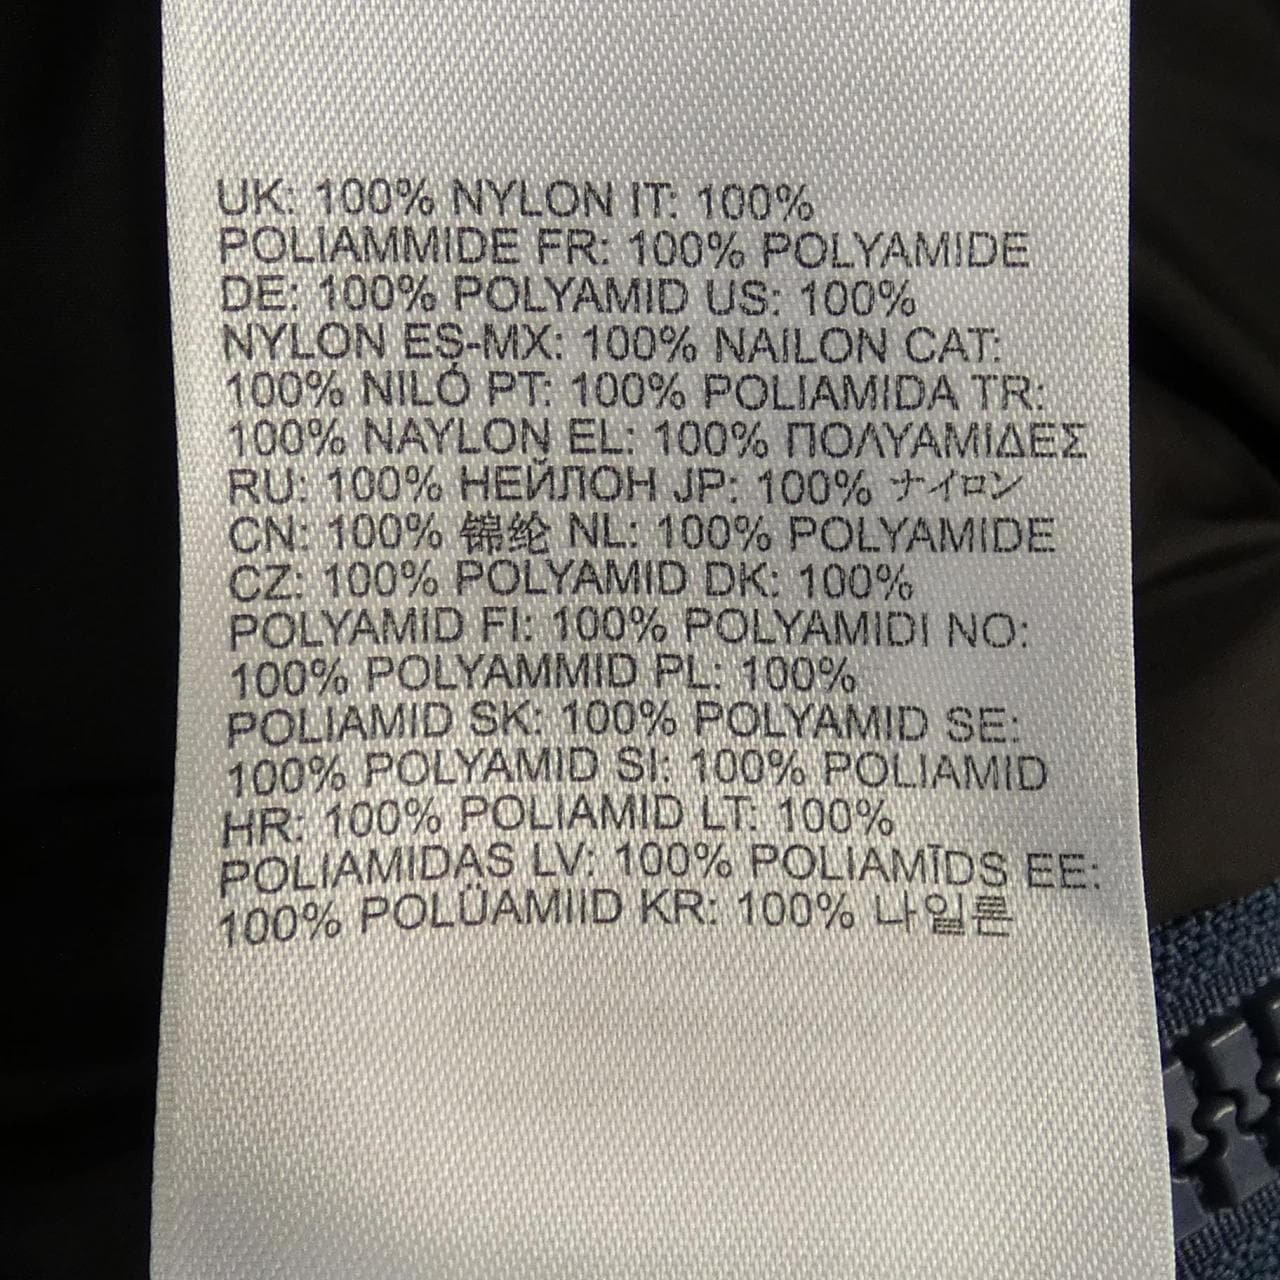 UK: 100% NYLON IT: 100%
POLIAMMIDE FR: 100% POLYAMIDE
DE: 100% POLYAMID US: 100%
NYLON ES-MX: 100% NAILON CAT:
100% NILÓ PT: 100% POLIAMIDA TR:
100% NAYLON EL: 100% ΠΟΛΥΑΜΙΔΕΣ
RU: 100% НЕЙЛОН JP: 100% ナイロン
CN: 100% 锦纶 NL: 100% POLYAMIDE
CZ: 100% POLYAMID DK: 100%
POLYAMID FI: 100% POLYAMIDI NO:
100% POLYAMMID PL: 100%
POLIAMID SK: 100% POLYAMID SE:
100% POLYAMID SI: 100% POLIAMID
HR: 100% POLIAMID LT: 100%
POLIAMIDAS LV: 100% POLIAMĪDS EE:
100% POLÜAMIID KR: 100% 나일론